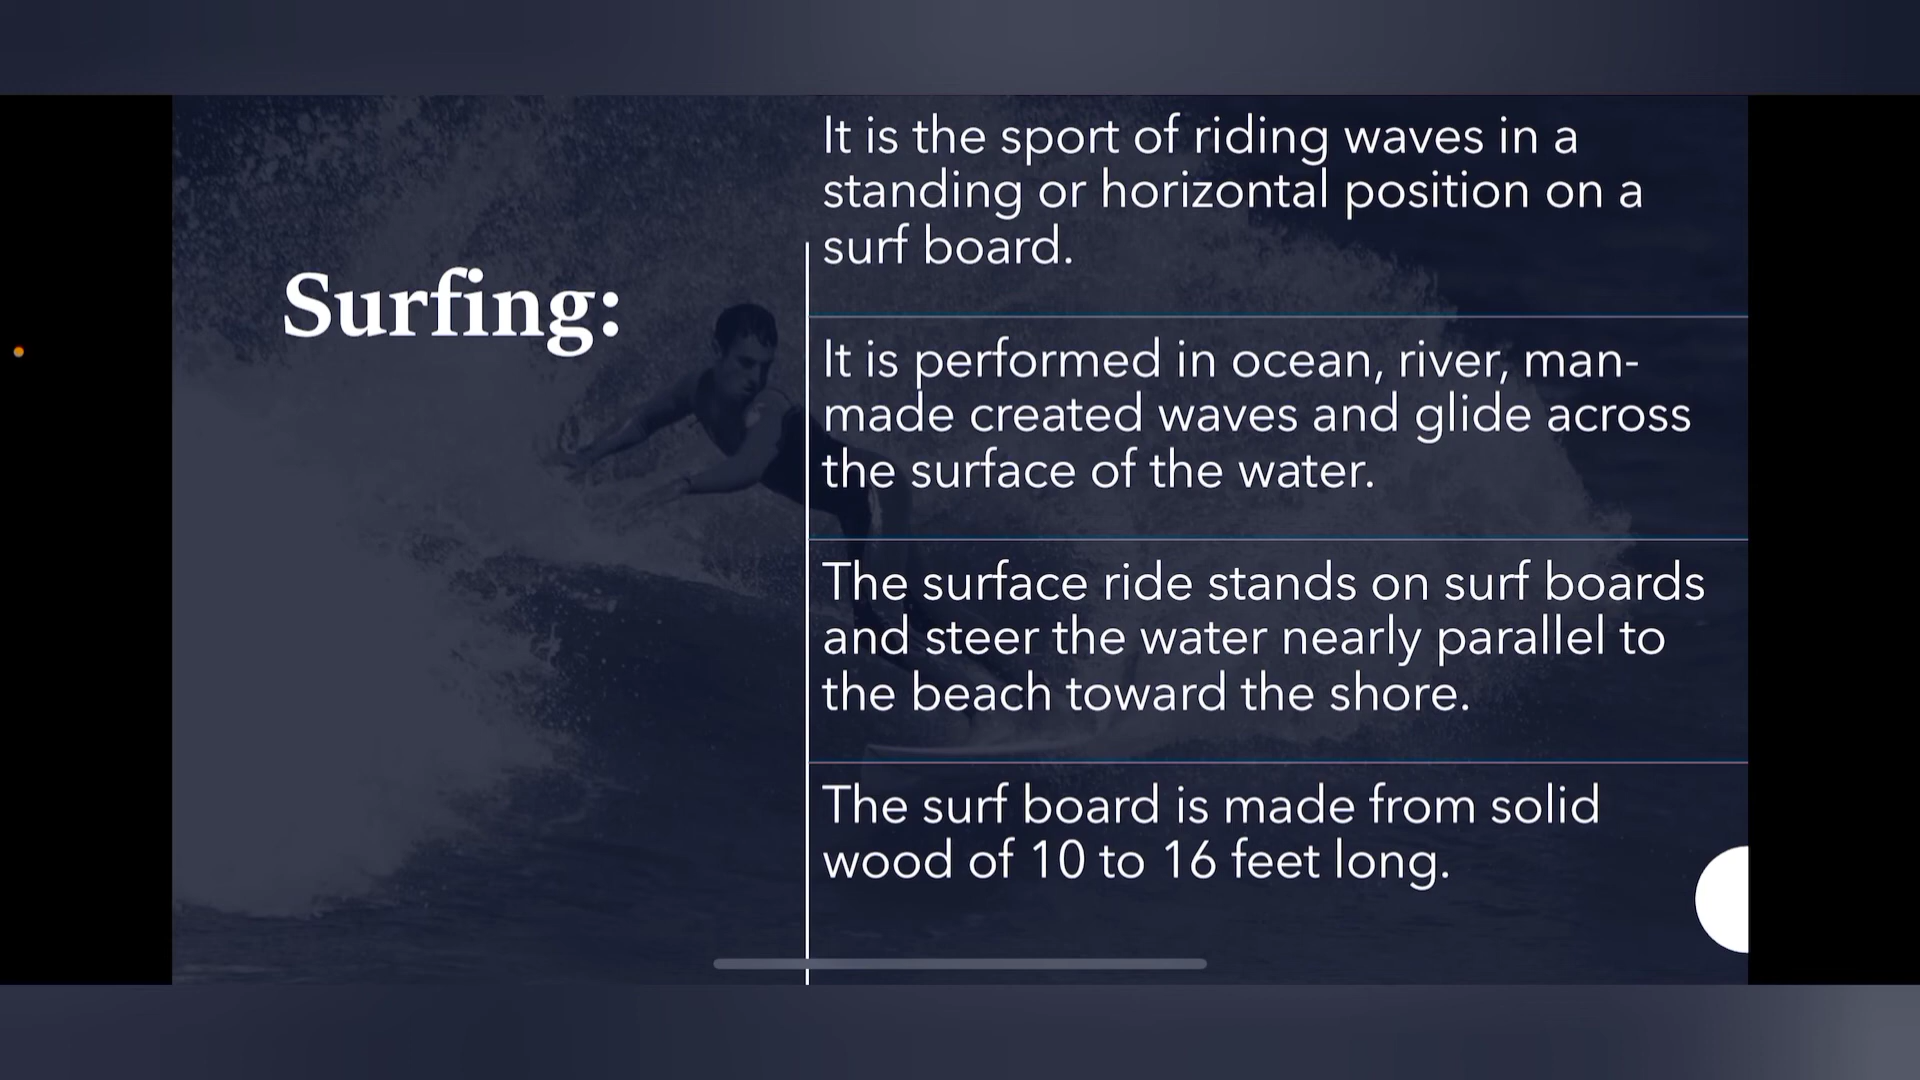 Surfing:
It is the sport of riding waves in a
standing or horizontal position on a
surf board.
It is performed in ocean, river, man-
made created waves and glide across
the surface of the water.
The surface ride stands on surf boards
and steer the water nearly parallel to
the beach toward the shore.
The surf board is made from solid
wood of 10 to 16 feet long.